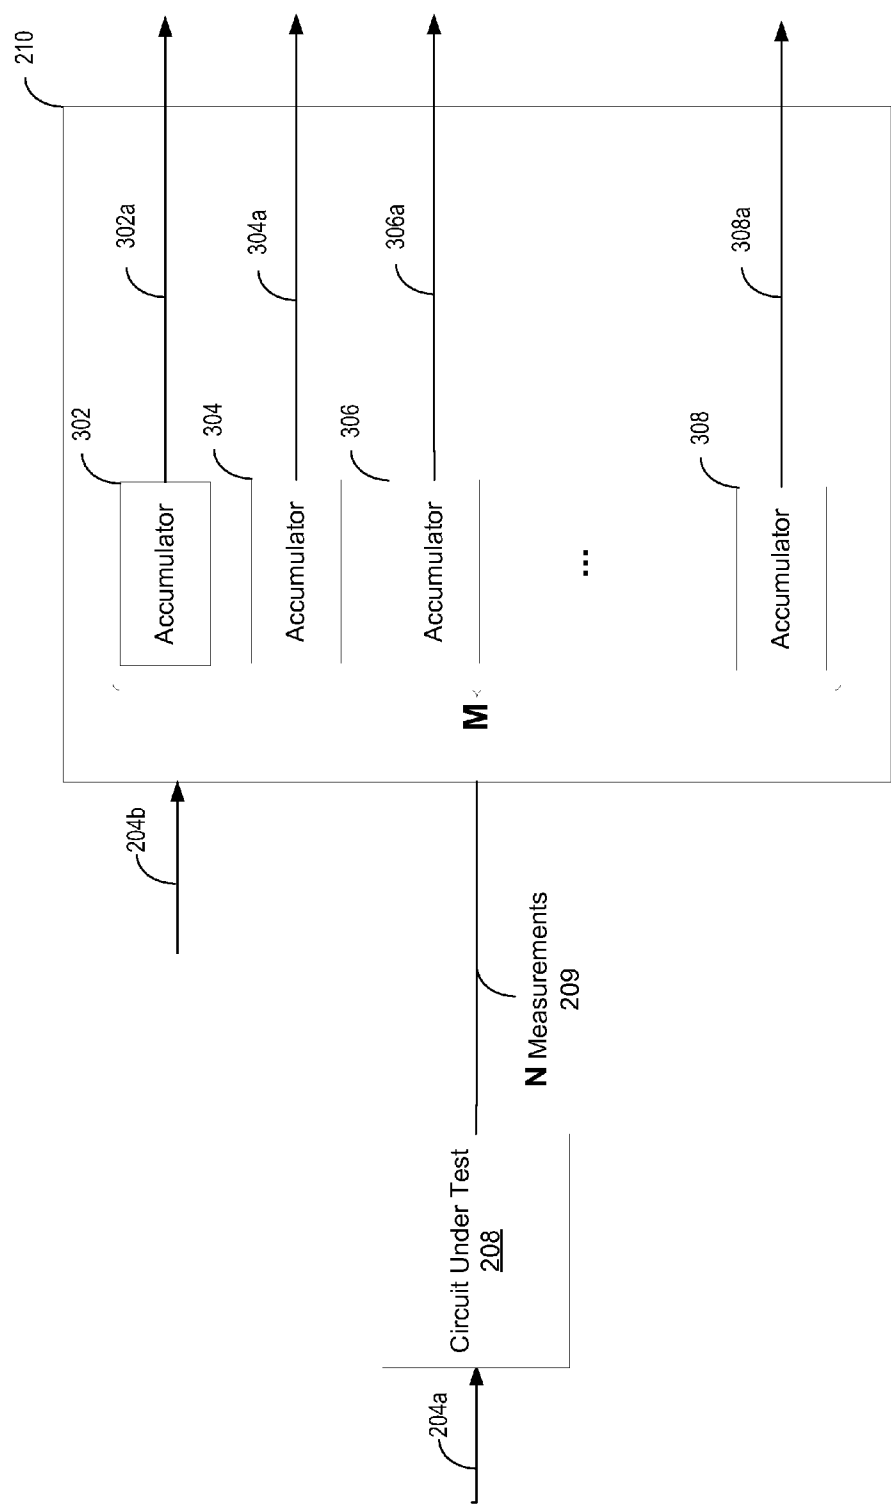 204a
Circuit Under Test
208
N Measurements
209
204b
210
M
302
Accumulator
302a
304
Accumulator
304a
306
Accumulator
306a
...
308
Accumulator
308a